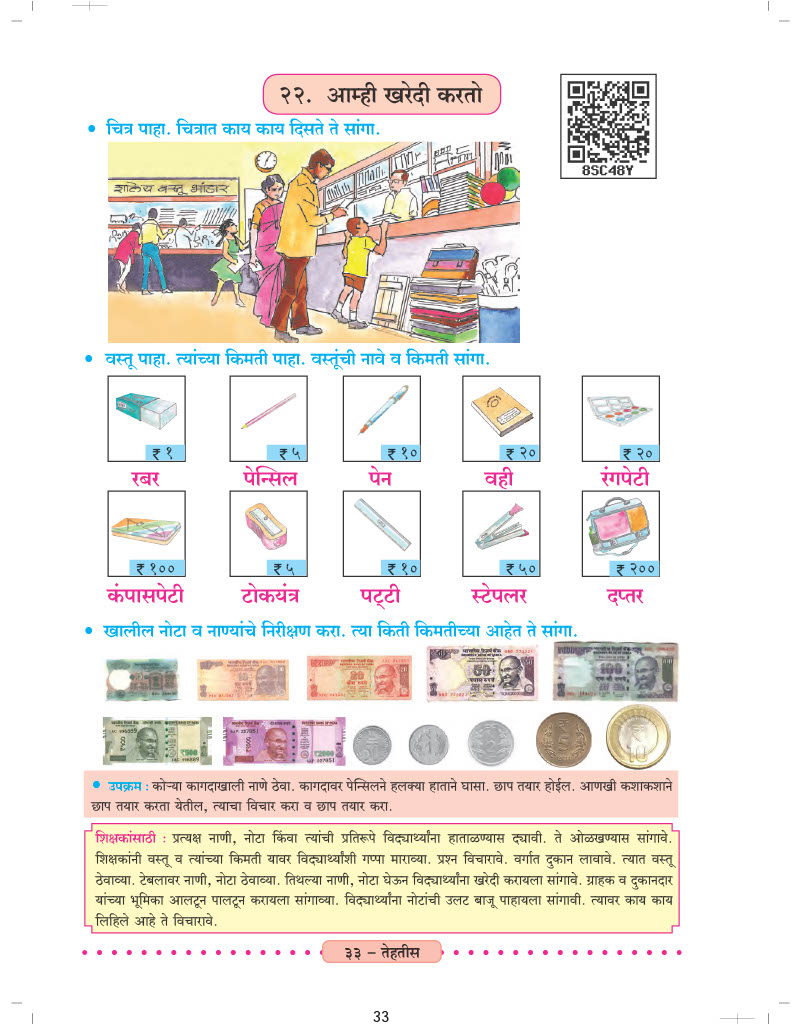 २२. आम्ही खरेदी करतो
8SC48Y
• चित्र पाहा. चित्रात काय काय दिसते ते सांगा.
शालेय वस्तू भांडार
• वस्तू पाहा. त्यांच्या किमती पाहा. वस्तूंची नावे व किमती सांगा.
₹ १ ₹ ५ ₹ १० ₹ २० ₹ २०
रबर पेन्सिल पेन वही रंगपेटी
₹ १०० ₹ ५ ₹ १० ₹ ५० ₹ २००
कंपासपेटी टोकयंत्र पट्टी स्टेपलर दप्तर
• खालील नोटा व नाण्यांचे निरीक्षण करा. त्या किती किमतीच्या आहेत ते सांगा.
• उपक्रम : कोऱ्या कागदाखाली नाणे ठेवा. कागदावर पेन्सिलने हलक्या हाताने घासा. छाप तयार होईल. आणखी कशाकशाने
छाप तयार करता येतील, त्याचा विचार करा व छाप तयार करा.
शिक्षकांसाठी : प्रत्यक्ष नाणी, नोटा किंवा त्यांची प्रतिरूपे विद्यार्थ्यांना हाताळण्यास द्यावी. ते ओळखण्यास सांगावे.
शिक्षकांनी वस्तू व त्यांच्या किमती यावर विद्यार्थ्यांशी गप्पा माराव्या. प्रश्न विचारावे. वर्गात दुकान लावावे. त्यात वस्तू
ठेवाव्या. टेबलावर नाणी, नोटा ठेवाव्या. तिथल्या नाणी, नोटा घेऊन विद्यार्थ्यांना खरेदी करायला सांगावे. ग्राहक व दुकानदार
यांच्या भूमिका आलटून पालटून करायला सांगाव्या. विद्यार्थ्यांना नोटांची उलट बाजू पाहायला सांगावी. त्यावर काय काय
लिहिले आहे ते विचारावे.
३३ – तेहतीस
33